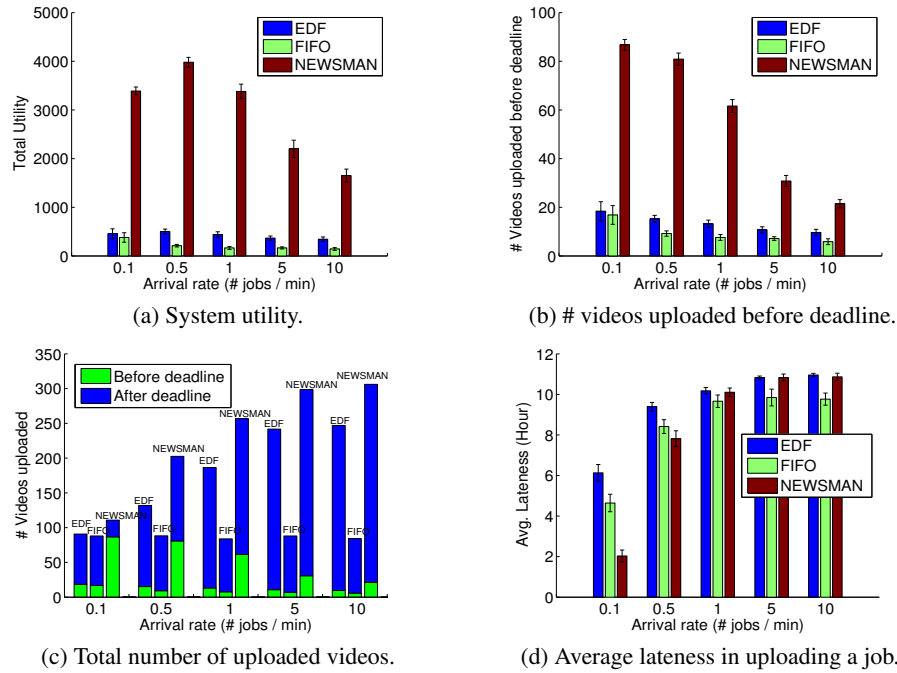 5000
4000
3000
2000
1000
0
Total Utility
EDF
FIFO
NEWSMAN
0.1 0.5 1 5 10
Arrival rate (# jobs / min)
(a) System utility.
100
80
60
40
20
0
# Videos uploaded before deadline
EDF
FIFO
NEWSMAN
0.1 0.5 1 5 10
Arrival rate (# jobs / min)
(b) # videos uploaded before deadline.
350
300
250
200
150
100
50
0
# Videos uploaded
Before deadline
After deadline
EDF FIFO NEWSMAN
EDF FIFO NEWSMAN
EDF FIFO NEWSMAN
EDF FIFO NEWSMAN
EDF FIFO NEWSMAN
0.1 0.5 1 5 10
Arrival rate (# jobs / min)
(c) Total number of uploaded videos.
12
10
8
6
4
2
0
Avg. Lateness (Hour)
EDF
FIFO
NEWSMAN
0.1 0.5 1 5 10
Arrival rate (# jobs / min)
(d) Average lateness in uploading a job.